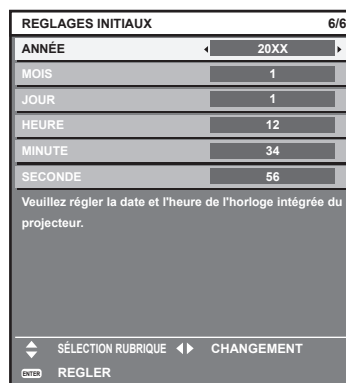 REGLAGES INITIAUX 6/6
ANNÉE 20XX
MOIS 1
JOUR 1
HEURE 12
MINUTE 34
SECONDE 56
Veuillez régler la date et l'heure de l'horloge intégrée du
projecteur.
SÉLECTION RUBRIQUE CHANGEMENT
ENTER REGLER